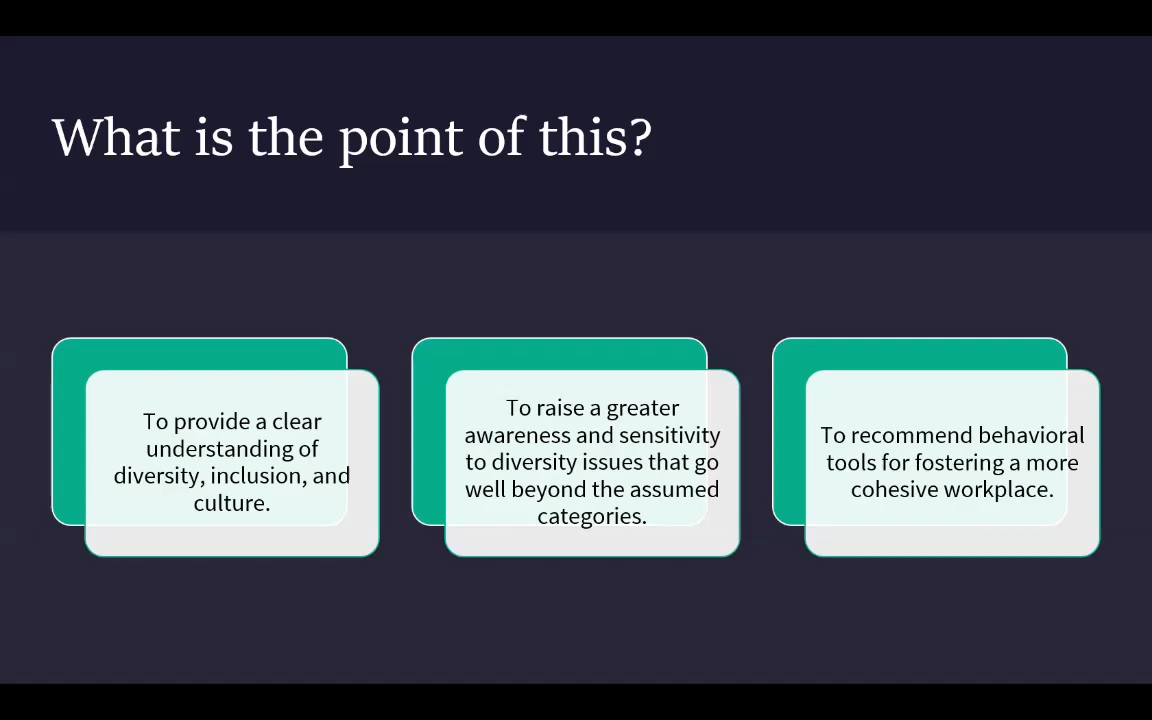 What is the point of this?
To provide a clear
understanding of
diversity, inclusion, and
culture.
To raise a greater
awareness and sensitivity
to diversity issues that go
well beyond the assumed
categories.
To recommend behavioral
tools for fostering a more
cohesive workplace.